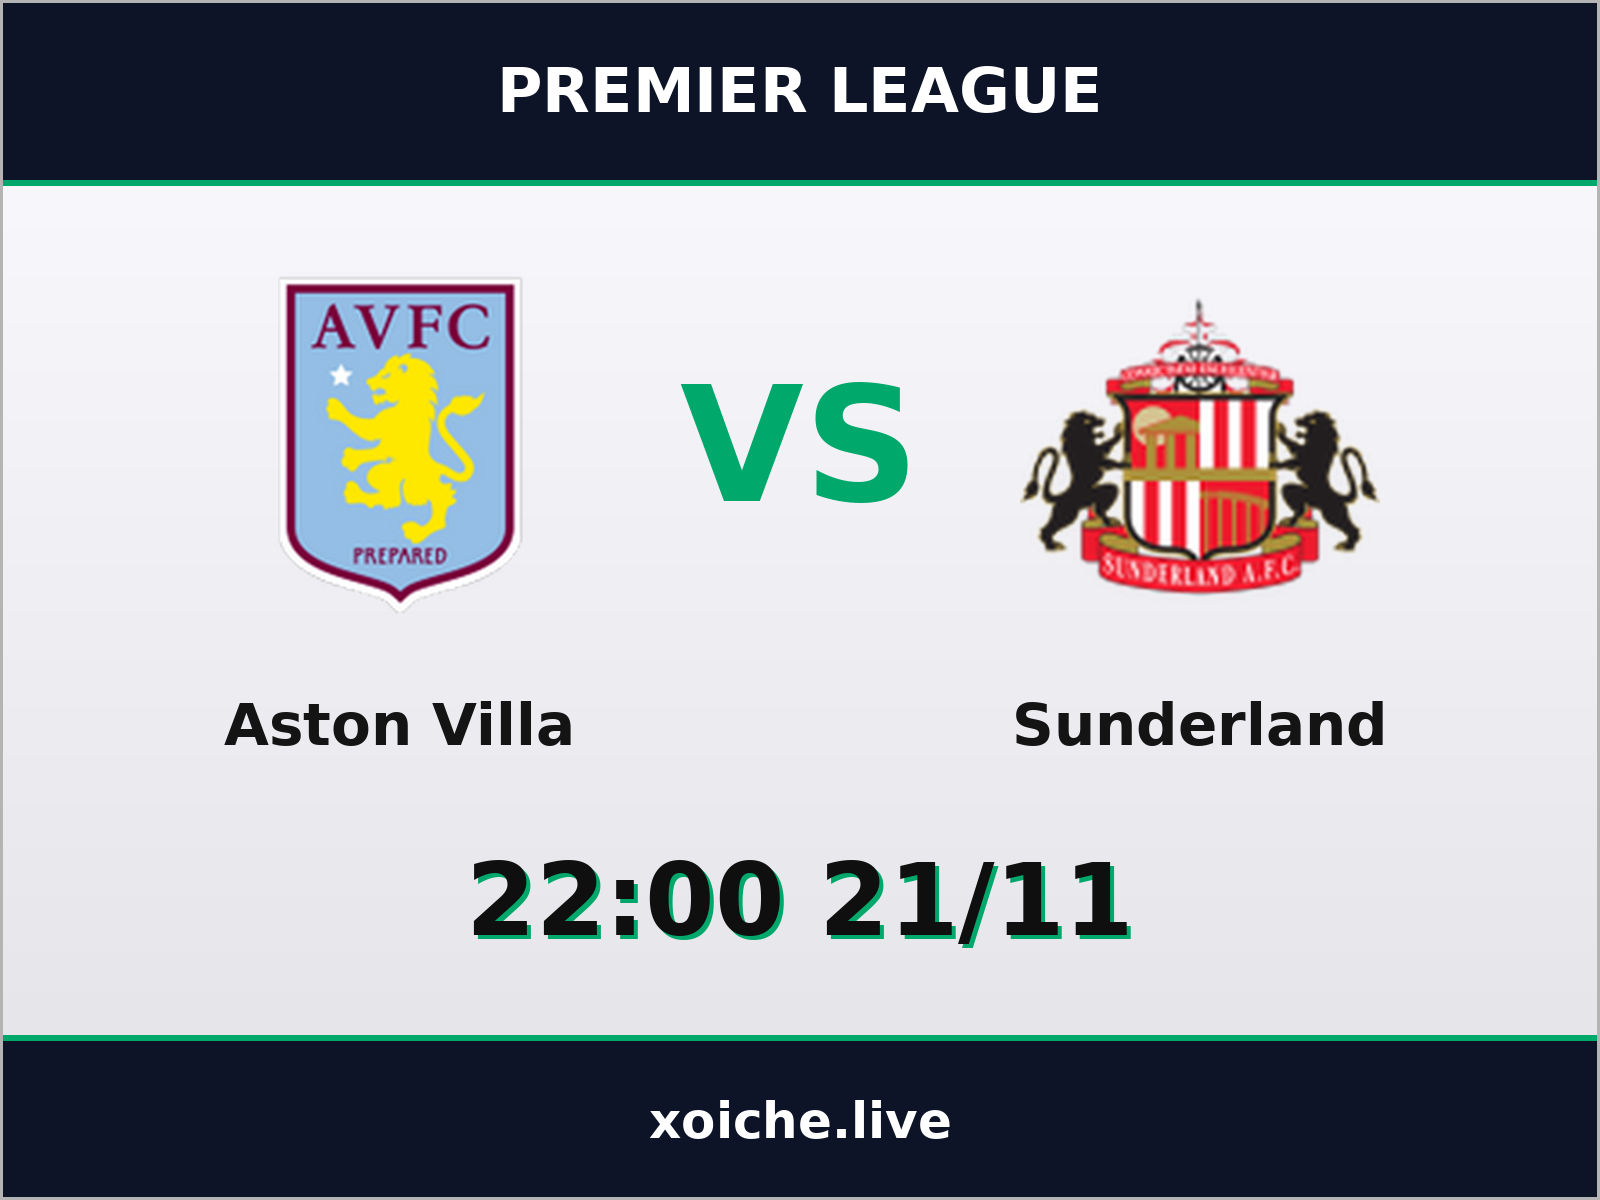 PREMIER LEAGUE
AVFC
PREPARED
VS
SUNDERLAND A.F.C.
Aston Villa
Sunderland
22:00 21/11
xoiche.live